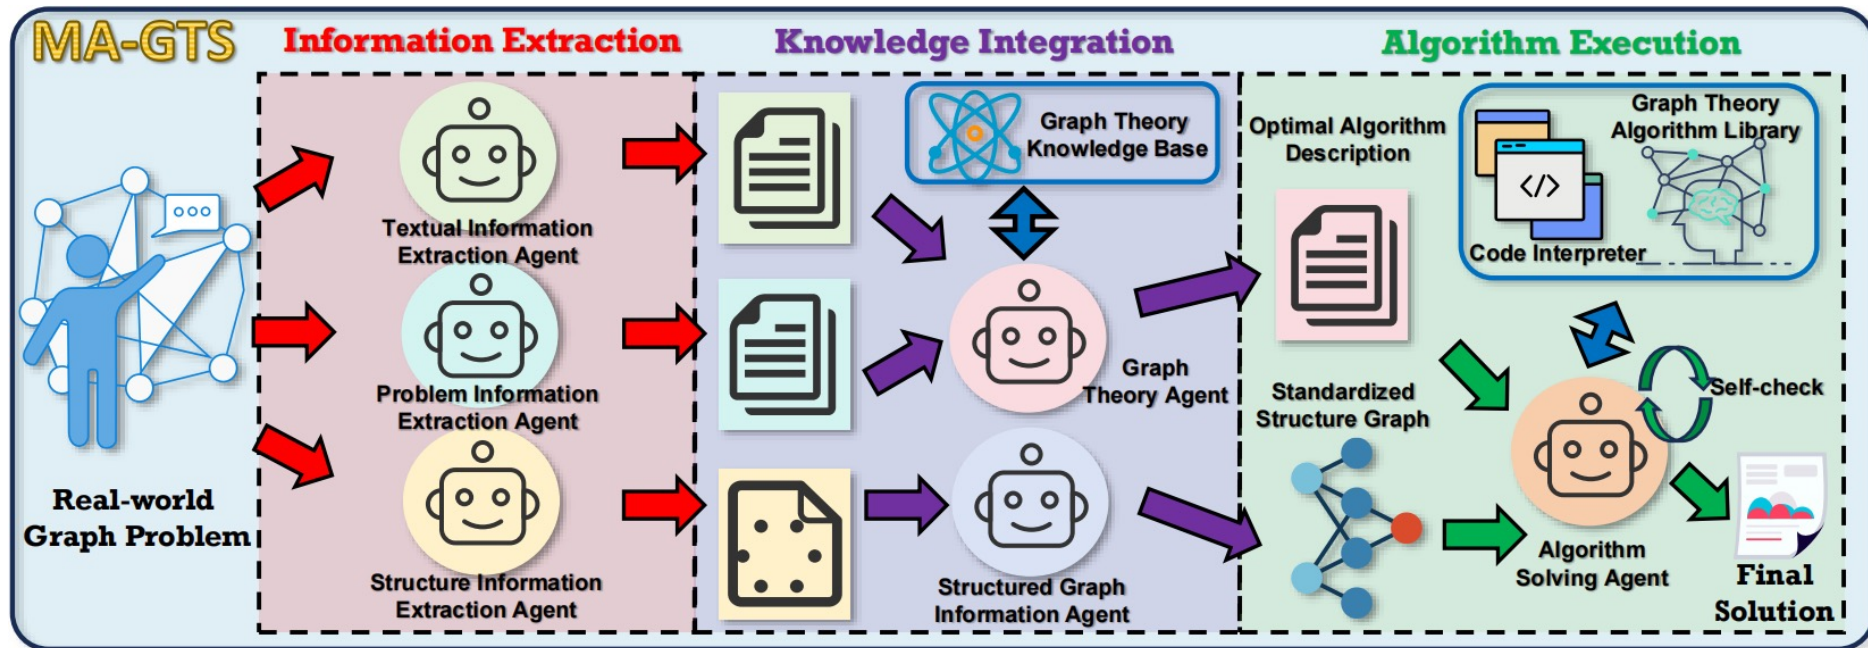 MA-GTS
Information Extraction
Knowledge Integration
Algorithm Execution
Real-world
Graph Problem
Textual Information
Extraction Agent
Problem Information
Extraction Agent
Structure Information
Extraction Agent
Graph Theory
Knowledge Base
Graph
Theory Agent
Structured Graph
Information Agent
Optimal Algorithm
Description
Standardized
Structure Graph
Graph Theory
Algorithm Library
</>
Code Interpreter
Self-check
Algorithm
Solving Agent
Final
Solution